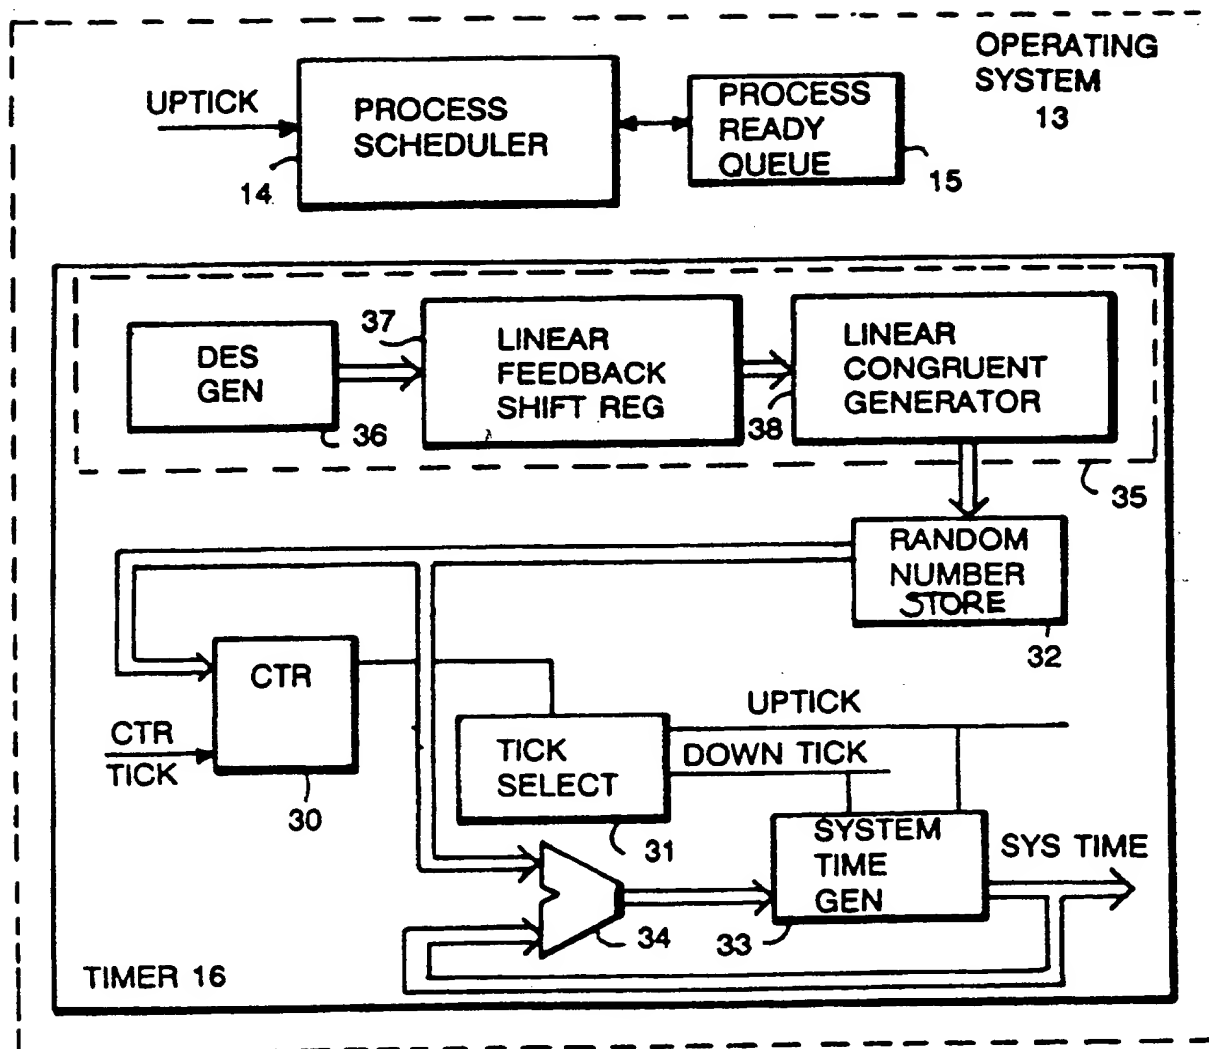 OPERATING
SYSTEM
13
UPTICK
PROCESS
SCHEDULER
14
PROCESS
READY
QUEUE
15
DES
GEN
36
37
LINEAR
FEEDBACK
SHIFT REG
38
LINEAR
CONGRUENT
GENERATOR
35
RANDOM
NUMBER
STORE
32
CTR
CTR
TICK
30
TICK
SELECT
31
UPTICK
DOWN TICK
SYSTEM
TIME
GEN
33
34
SYS TIME
TIMER 16